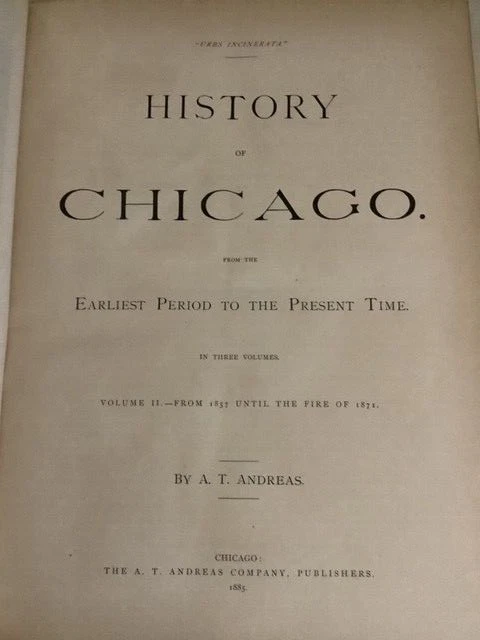 "URBS INCINERATA"
HISTORY
OF
CHICAGO.
FROM THE
EARLIEST PERIOD TO THE PRESENT TIME.
IN THREE VOLUMES.
VOLUME II.—FROM 1857 UNTIL THE FIRE OF 1871.
BY A. T. ANDREAS.
CHICAGO:
THE A. T. ANDREAS COMPANY, PUBLISHERS.
1885.